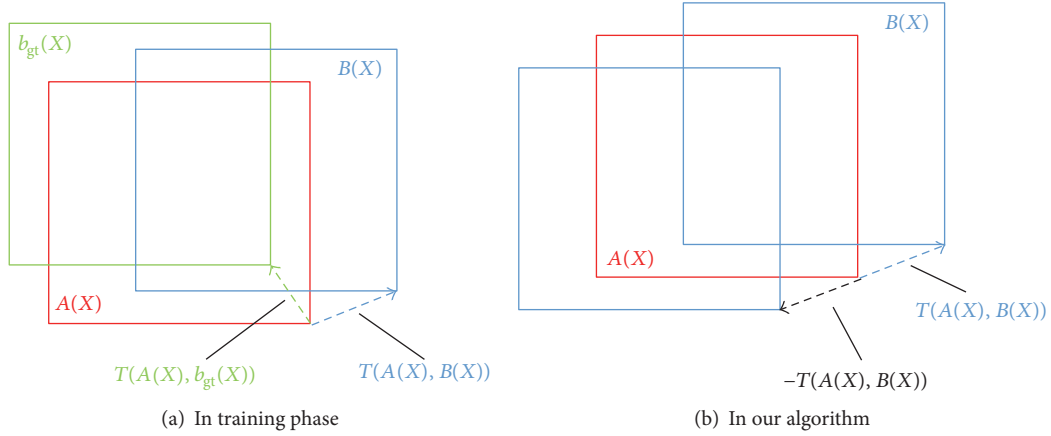 b_gt(X)
B(X)
A(X)
T(A(X), b_gt(X))
T(A(X), B(X))
(a) In training phase
B(X)
A(X)
T(A(X), B(X))
−T(A(X), B(X))
(b) In our algorithm